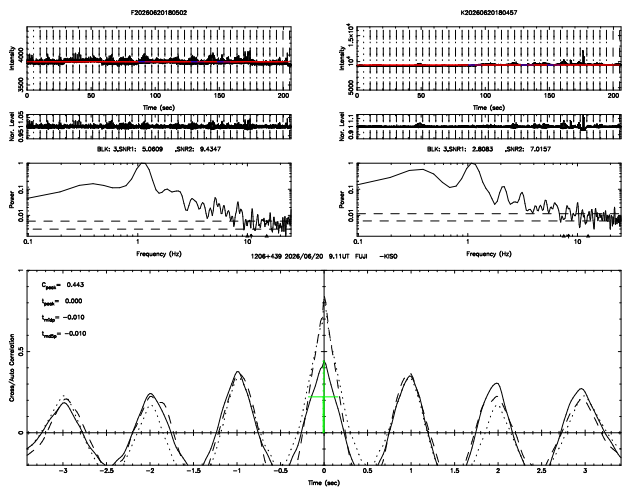 F20260620180502
K20260620180457
Intensity
3500
4000
0
50
100
150
200
Time (sec)
Intensity
5000
10⁴
1.5×10⁴
0
50
100
150
200
Time (sec)
Nor. Level
0.95
1.05
Nor. Level
0.9
1
1.1
BLK: 3,SNR1: 5.0809 ,SNR2: 9.4347
BLK: 3,SNR1: 2.8083 ,SNR2: 7.0157
Power
1
0.1
0.01
0.1
1
10
Frequency (Hz)
Power
1
0.1
0.01
0.1
1
10
Frequency (Hz)
1206+439 2026/06/20 9.11UT FUJI -KISO
Cpeak= 0.443
tpeak= 0.000
tmidp= -0.010
tmd5p= -0.010
Cross/Auto Correlation
1
0.5
0
-3
-2
-1
0
0.5
1
1.5
2
2.5
3
Time (sec)